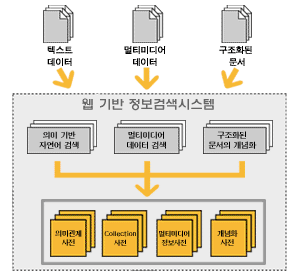 텍스트 멀티미디어 구조화된
데이터 데이터 문서
웹 기반 정보검색시스템
의미 기반 멀티미디어 구조화된
자연어 검색 데이터 검색 문서의 개념화
의미관계 Collection 멀티미디어 개념화
사전 사전 정보사전 사전